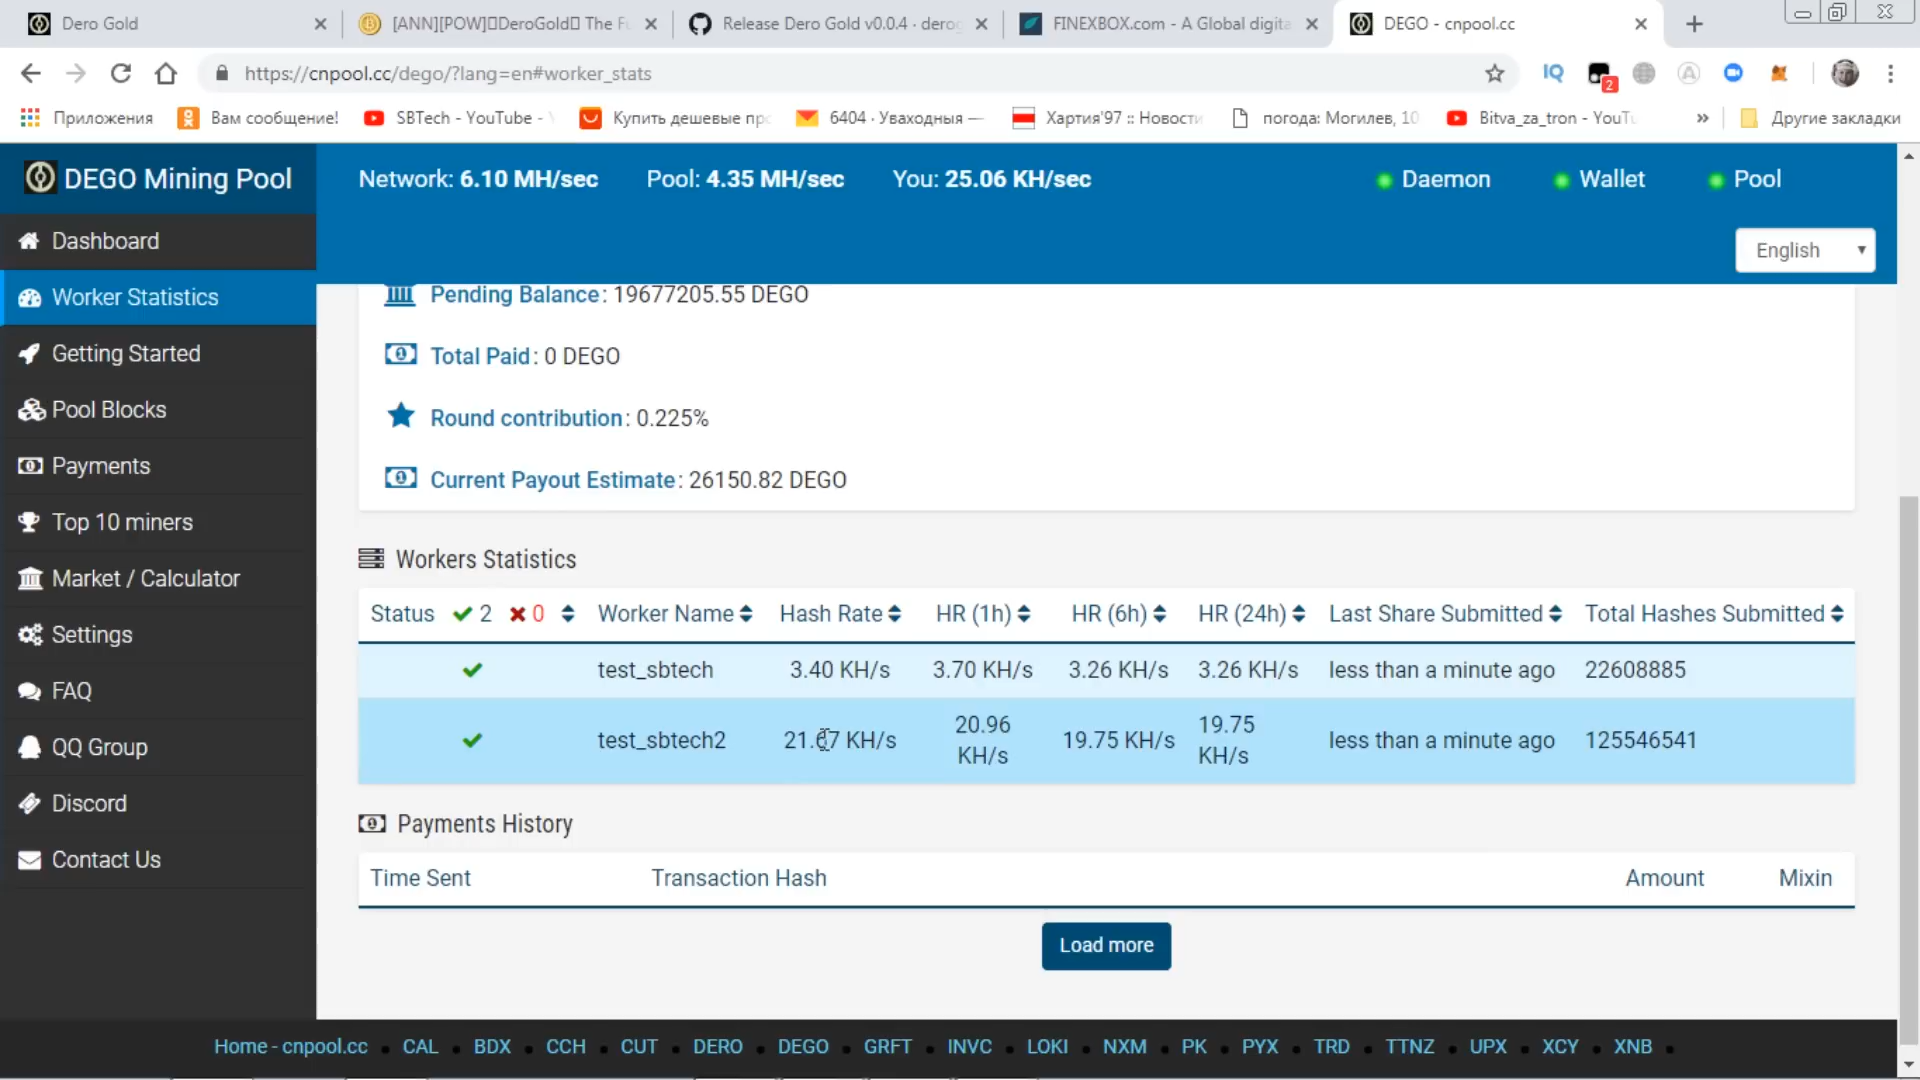 Dero Gold
[ANN][POW]▯DeroGold▯ The Fu
Release Dero Gold v0.0.4 · derog
FINEXBOX.com - A Global digita
DEGO - cnpool.cc
https://cnpool.cc/dego/?lang=en#worker_stats
2
Приложения
Вам сообщение!
SBTech - YouTube -
Купить дешевые пр
6404 · Уваходныя —
Хартия'97 :: Новости
погода: Могилев, 10
Bitva_za_tron - YouTu
»
Другие закладки
DEGO Mining Pool
Network: 6.10 MH/sec
Pool: 4.35 MH/sec
You: 25.06 KH/sec
Daemon
Wallet
Pool
English
Dashboard
Worker Statistics
Getting Started
Pool Blocks
Payments
Top 10 miners
Market / Calculator
Settings
FAQ
QQ Group
Discord
Contact Us
Pending Balance: 19677205.55 DEGO
Total Paid: 0 DEGO
Round contribution: 0.225%
Current Payout Estimate: 26150.82 DEGO
Workers Statistics
Status 2 0 Worker Name Hash Rate HR (1h) HR (6h) HR (24h) Last Share Submitted Total Hashes Submitted
test_sbtech 3.40 KH/s 3.70 KH/s 3.26 KH/s 3.26 KH/s less than a minute ago 22608885
test_sbtech2 KH/s 20.96 KH/s 19.75 KH/s 19.75 KH/s less than a minute ago 125546541
Payments History
Time Sent Transaction Hash Amount Mixin
Load more
Home - cnpool.cc CAL BDX CCH CUT DERO DEGO GRFT INVC LOKI NXM PK PYX TRD TTNZ UPX XCY XNB